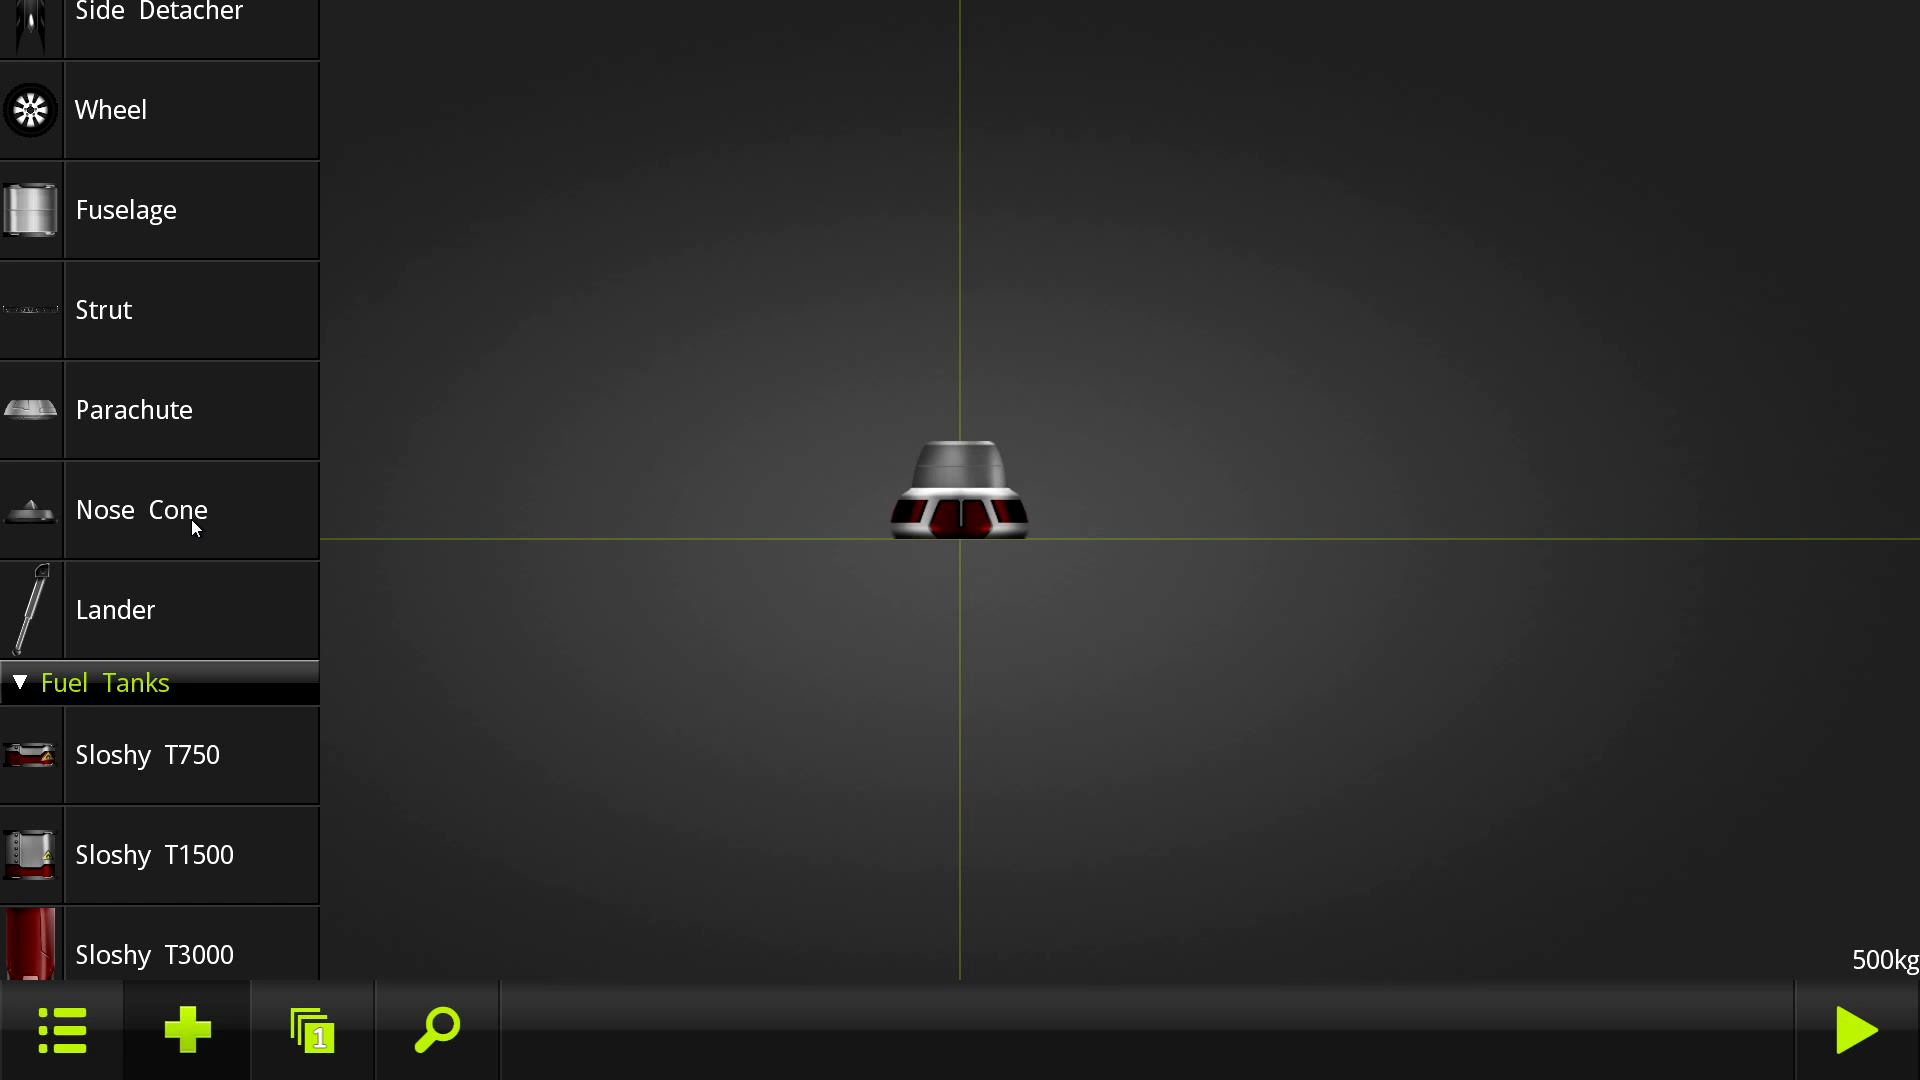 Side Detacher
Wheel
Fuselage
Strut
Parachute
Nose Cone
Lander
Fuel Tanks
Sloshy T750
Sloshy T1500
Sloshy T3000
500kg
1